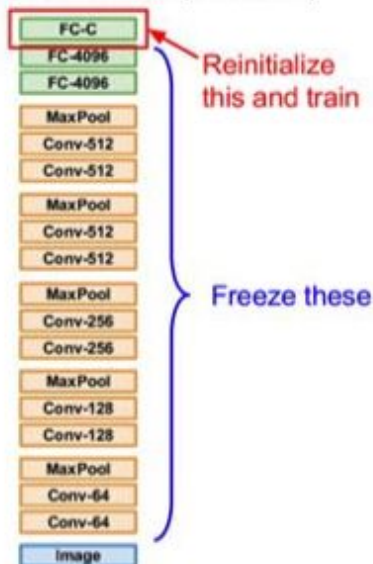 FC-C
FC-4096
FC-4096
Reinitialize
this and train
MaxPool
Conv-512
Conv-512
MaxPool
Conv-512
Conv-512
MaxPool
Conv-256
Conv-256
Freeze these
MaxPool
Conv-128
Conv-128
MaxPool
Conv-64
Conv-64
Image